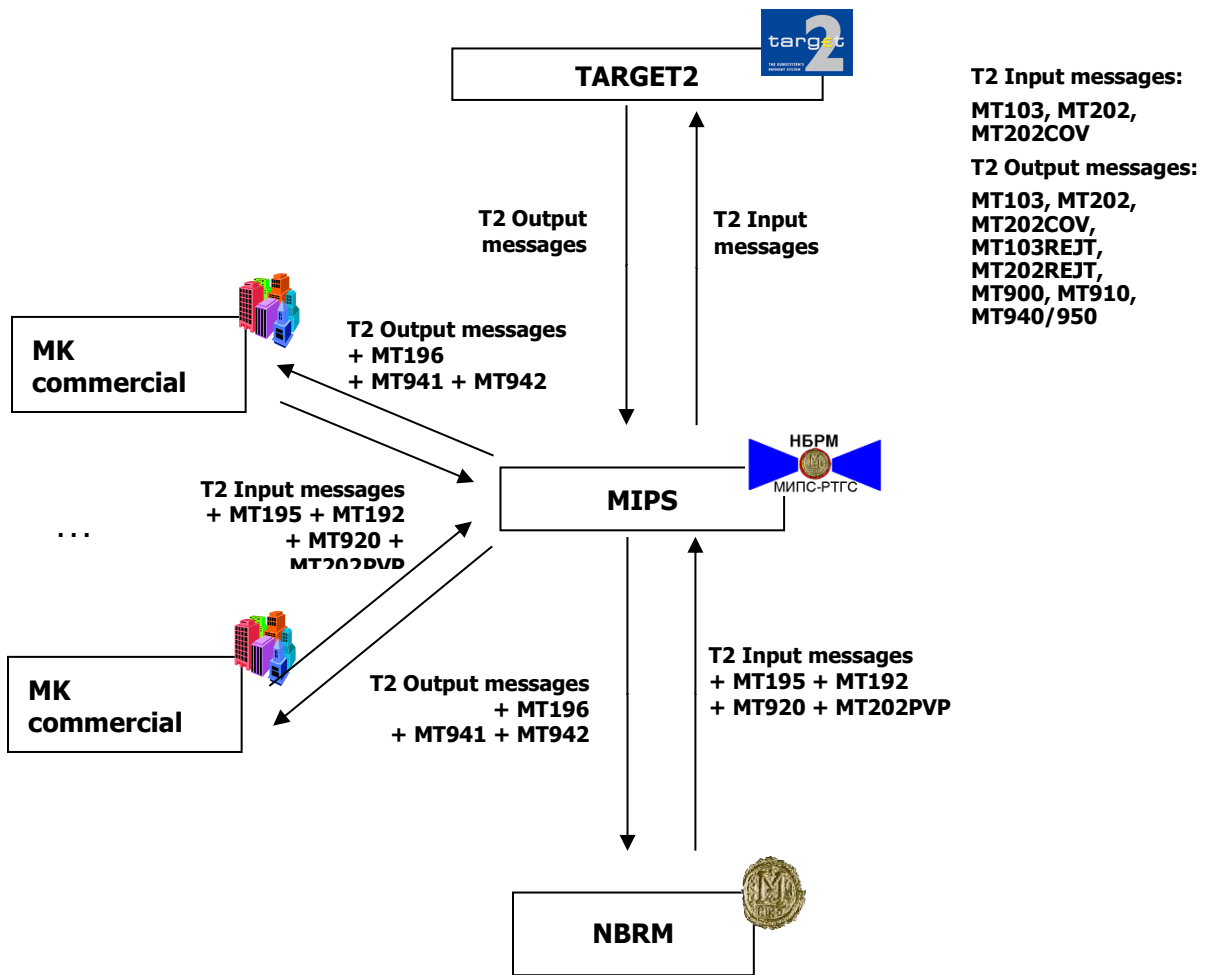 target
2
THE EUROSYSTEM'S
PAYMENT SYSTEM
TARGET2
T2 Input messages:
MT103, MT202,
MT202COV
T2 Output messages:
MT103, MT202,
MT202COV,
MT103REJT,
MT202REJT,
MT900, MT910,
MT940/950
T2 Output
messages
T2 Input
messages
MK
commercial
T2 Output messages
+ MT196
+ MT941 + MT942
НБРМ
МИПС-РТГС
MIPS
T2 Input messages
+ MT195 + MT192
+ MT920 +
MT202PVP
...
MK
commercial
T2 Output messages
+ MT196
+ MT941 + MT942
T2 Input messages
+ MT195 + MT192
+ MT920 + MT202PVP
NBRM